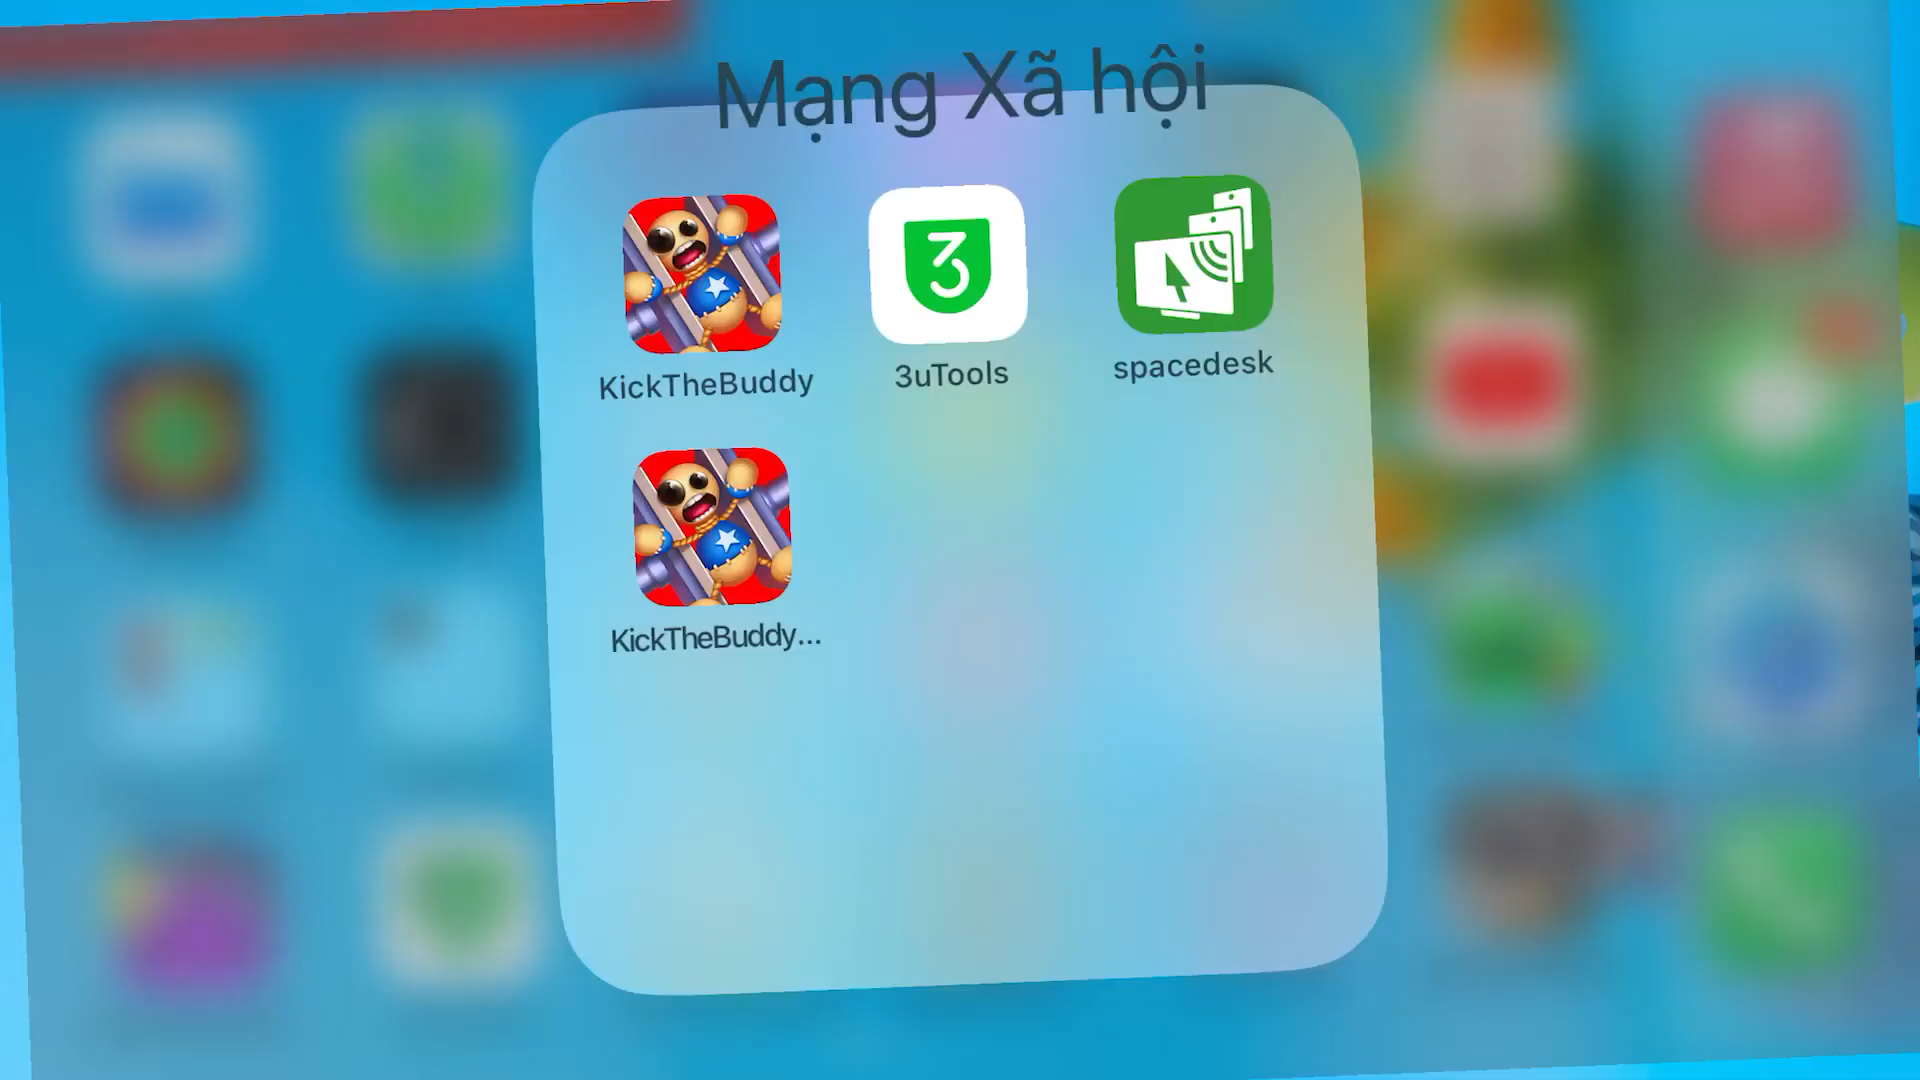 Mạng Xã hội
KickTheBuddy
3uTools
spacedesk
KickTheBuddy...